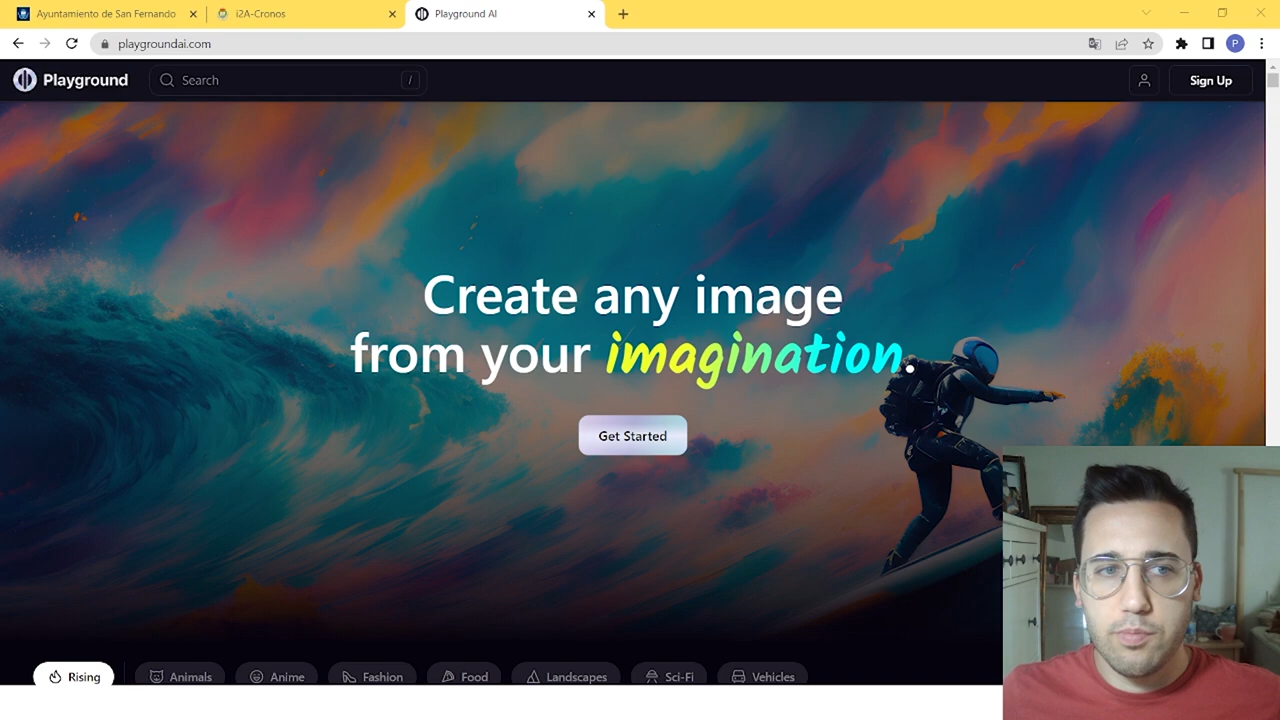 Ayuntamiento de San Fernando
i2A-Cronos
Playground AI
playgroundai.com
P
Playground
Search
/
Sign Up
Create any image
from your imagination.
Get Started
Rising
Animals
Anime
Fashion
Food
Landscapes
Sci-Fi
Vehicles